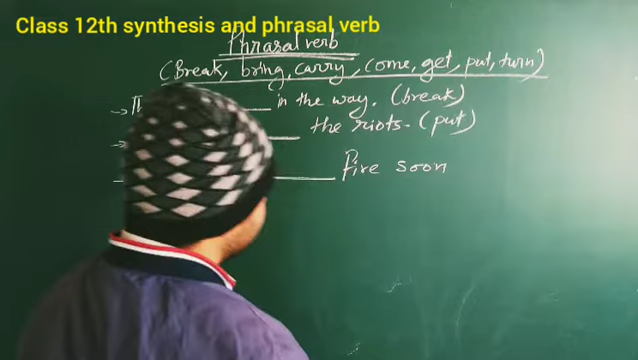 Class 12th synthesis and phrasal verb
Phrasal verb
(Break, bring, carry, come, get, put, turn)
in the way. (break)
the riots. (put)
Fire soon